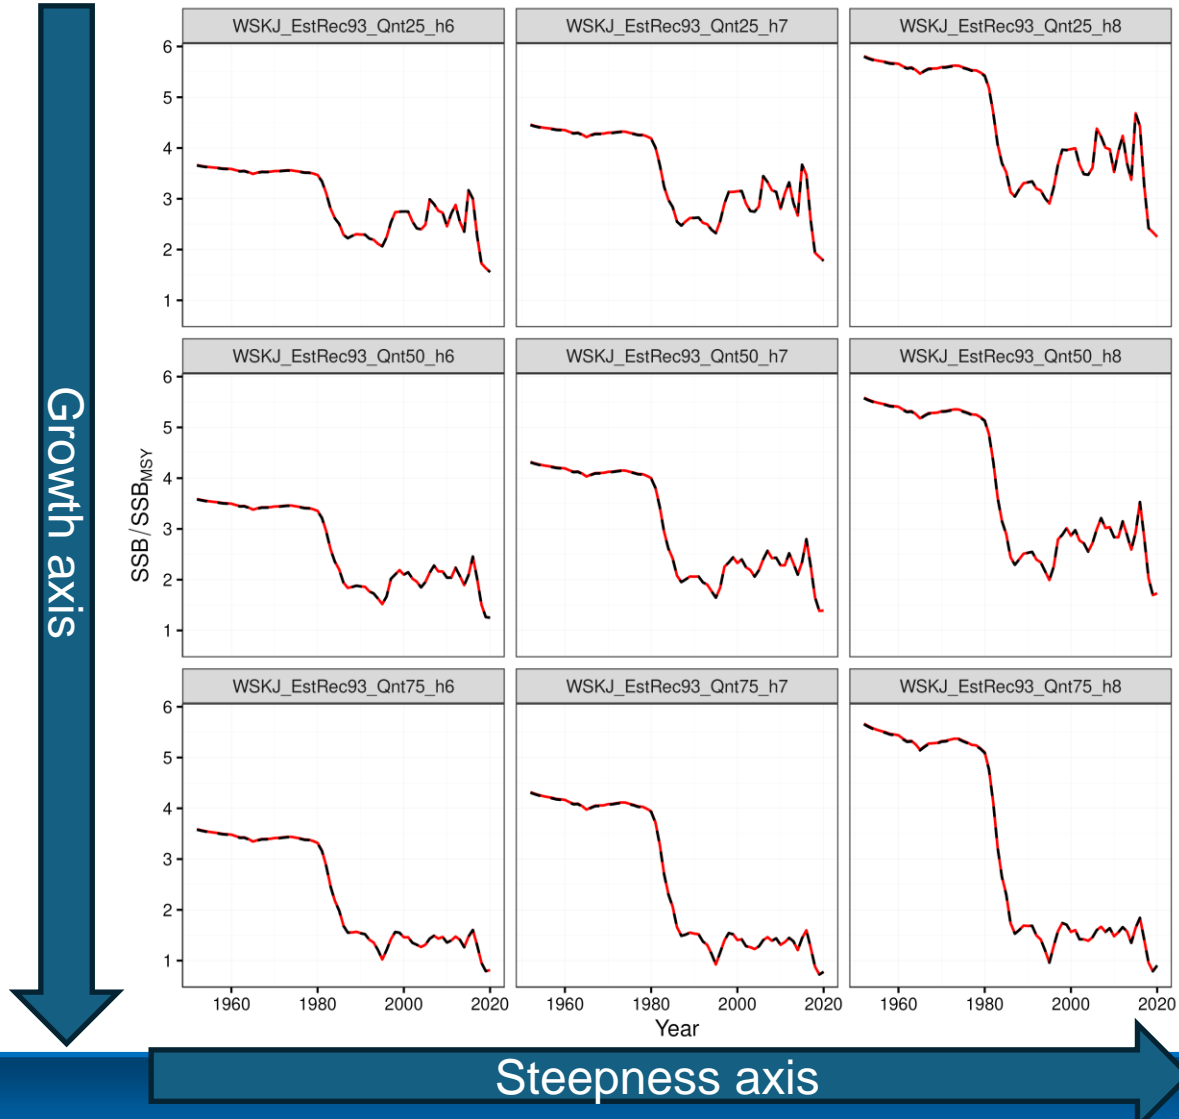 WSKJ_EstRec93_Qnt25_h6
WSKJ_EstRec93_Qnt25_h7
WSKJ_EstRec93_Qnt25_h8
6
5
4
3
2
1
WSKJ_EstRec93_Qnt50_h6
WSKJ_EstRec93_Qnt50_h7
WSKJ_EstRec93_Qnt50_h8
6
5
4
3
2
1
Growth axis
SSB/SSBMSY
WSKJ_EstRec93_Qnt75_h6
WSKJ_EstRec93_Qnt75_h7
WSKJ_EstRec93_Qnt75_h8
6
5
4
3
2
1
1960 1980 2000 2020 1960 1980 2000 2020 1960 1980 2000 2020
Year
Steepness axis